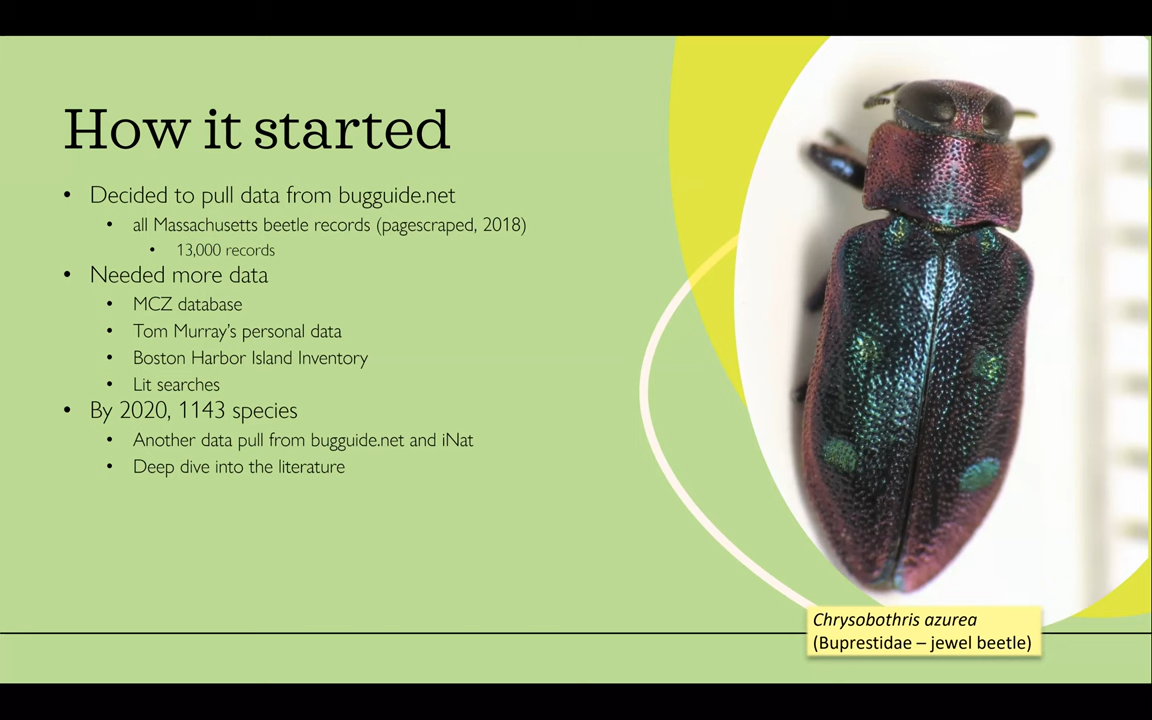 How it started
• Decided to pull data from bugguide.net
• all Massachusetts beetle records (pagescraped, 2018)
• 13,000 records
• Needed more data
• MCZ database
• Tom Murray's personal data
• Boston Harbor Island Inventory
• Lit searches
• By 2020, 1143 species
• Another data pull from bugguide.net and iNat
• Deep dive into the literature
Chrysobothris azurea
(Buprestidae – jewel beetle)